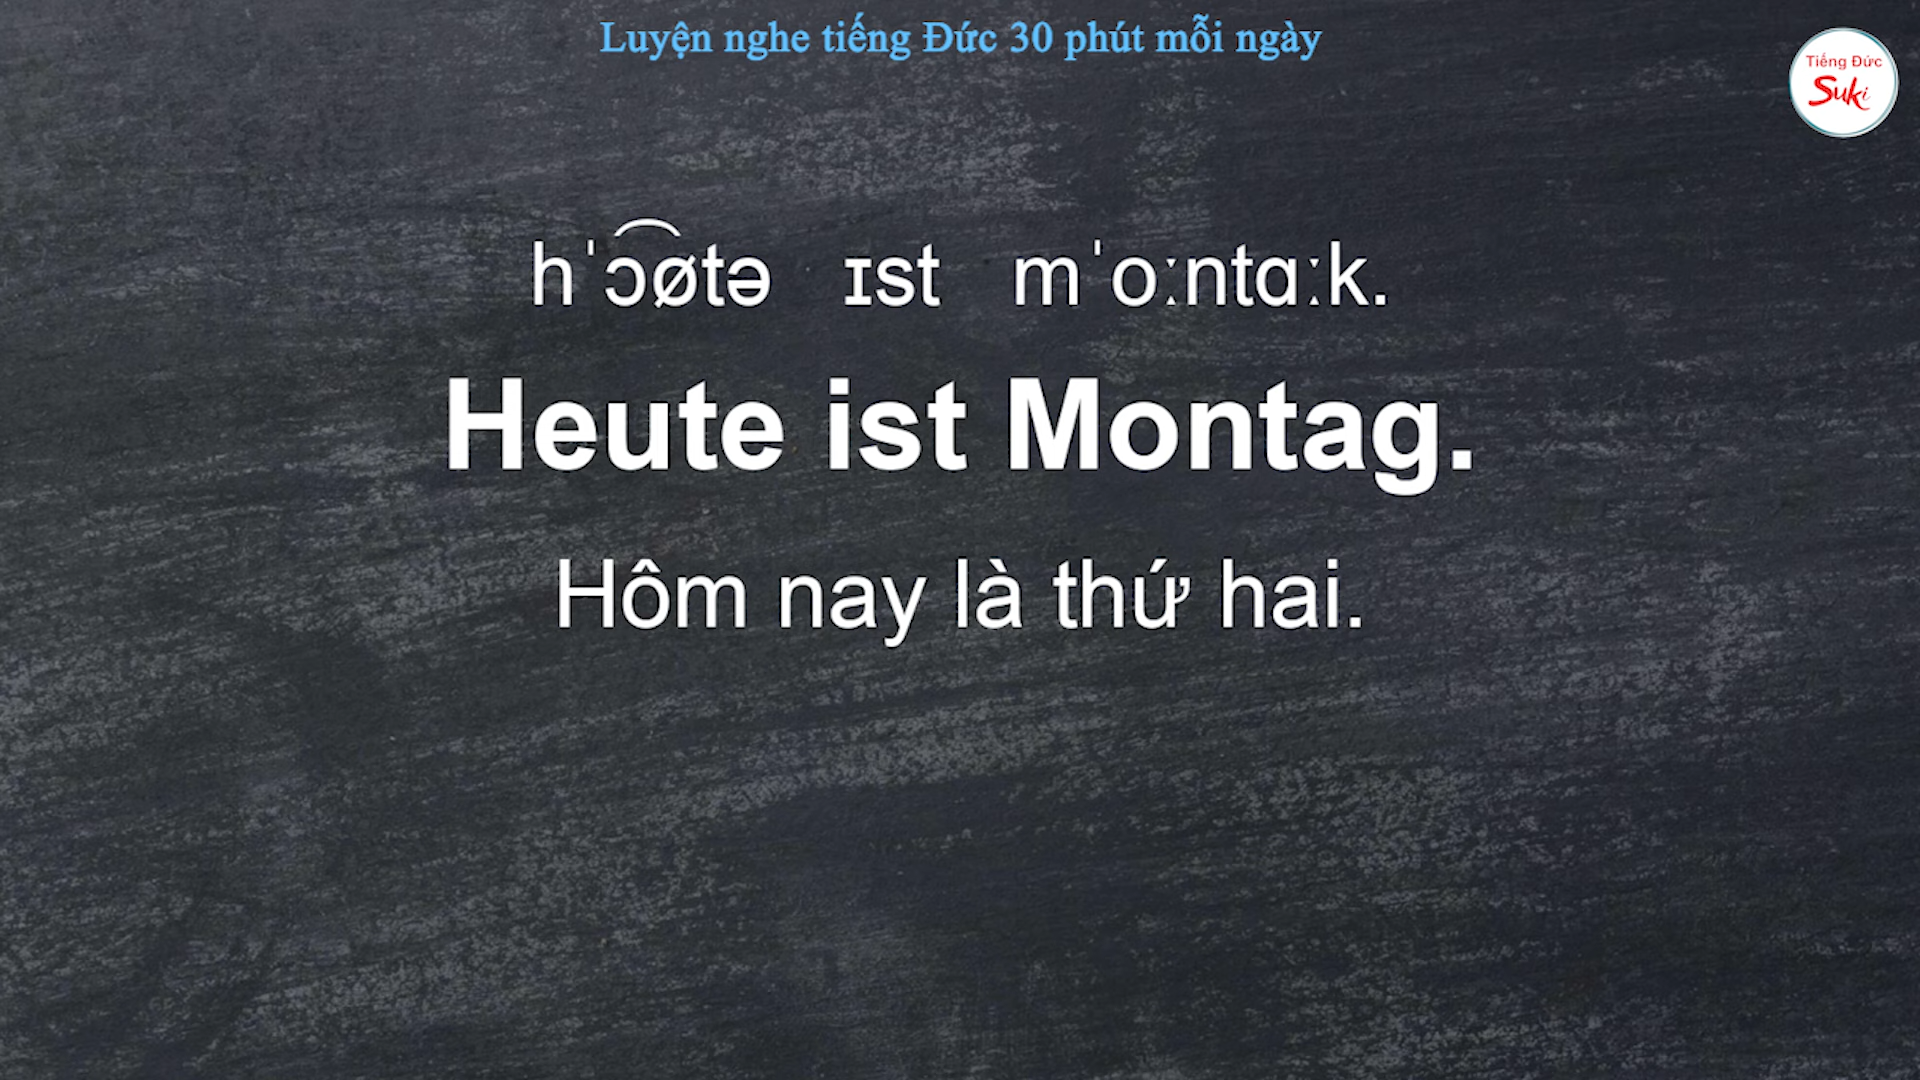 Luyện nghe tiếng Đức 30 phút mỗi ngày
Tiếng Đức
Suki
hˈɔ͡øtə ɪst mˈoːntɑːk.
Heute ist Montag.
Hôm nay là thứ hai.